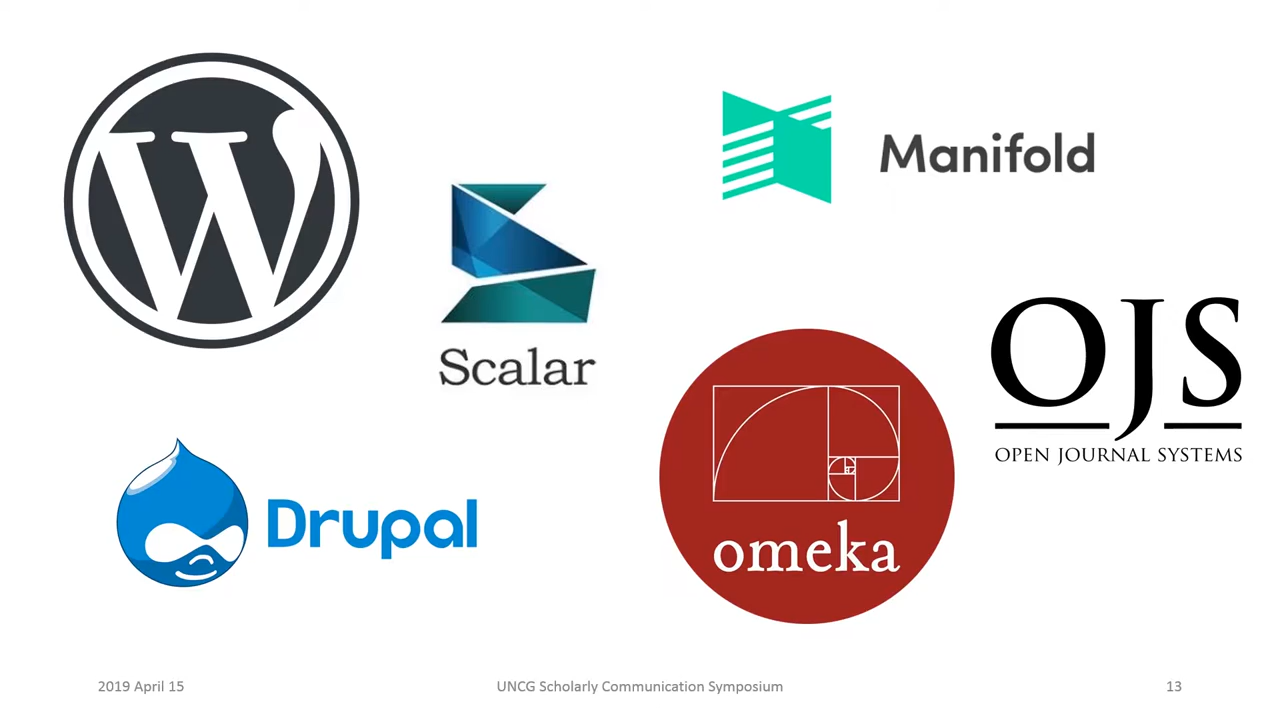 W
Manifold
Scalar
OJS
OPEN JOURNAL SYSTEMS
Drupal
omeka
2019 April 15
UNCG Scholarly Communication Symposium
13